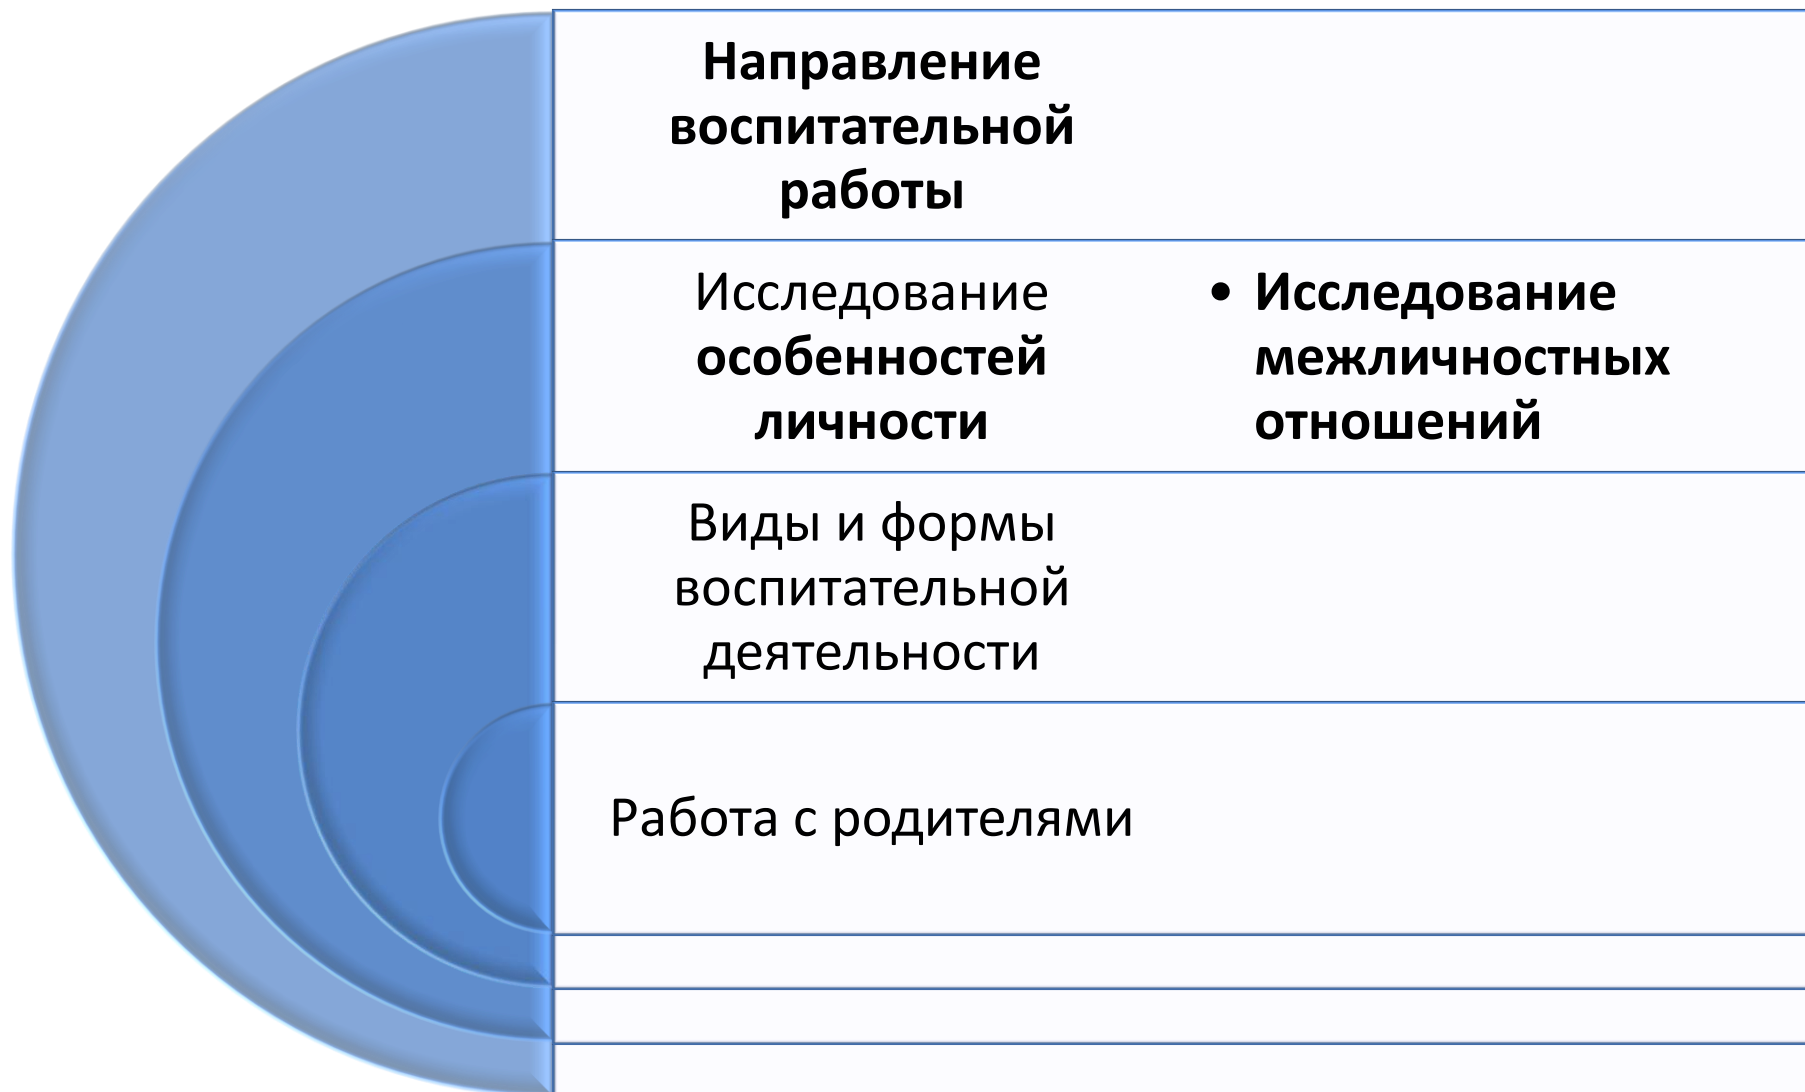 Направление
воспитательной
работы
Исследование
особенностей
личности
• Исследование
межличностных
отношений
Виды и формы
воспитательной
деятельности
Работа с родителями